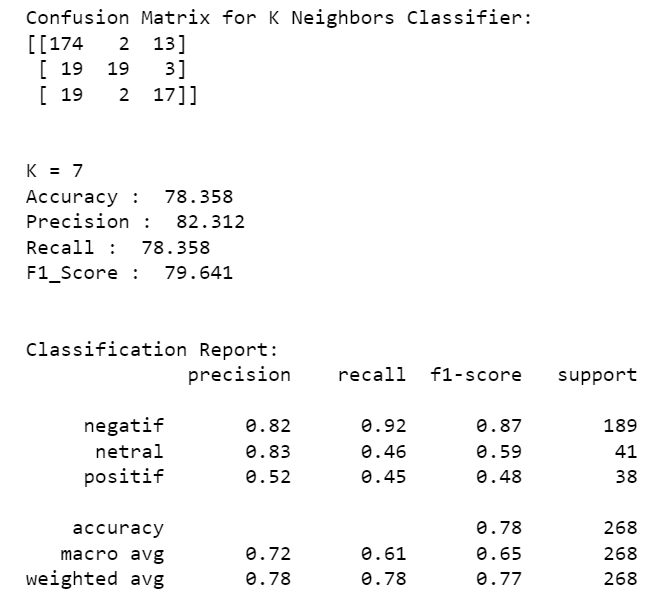 Confusion Matrix for K Neighbors Classifier:
[[174   2  13]
 [ 19  19   3]
 [ 19   2  17]]
K = 7
Accuracy :  78.358
Precision :  82.312
Recall :  78.358
F1_Score :  79.641
Classification Report:
              precision    recall  f1-score   support
     negatif       0.82      0.92      0.87       189
      netral       0.83      0.46      0.59        41
     positif       0.52      0.45      0.48        38
    accuracy                           0.78       268
   macro avg       0.72      0.61      0.65       268
weighted avg       0.78      0.78      0.77       268